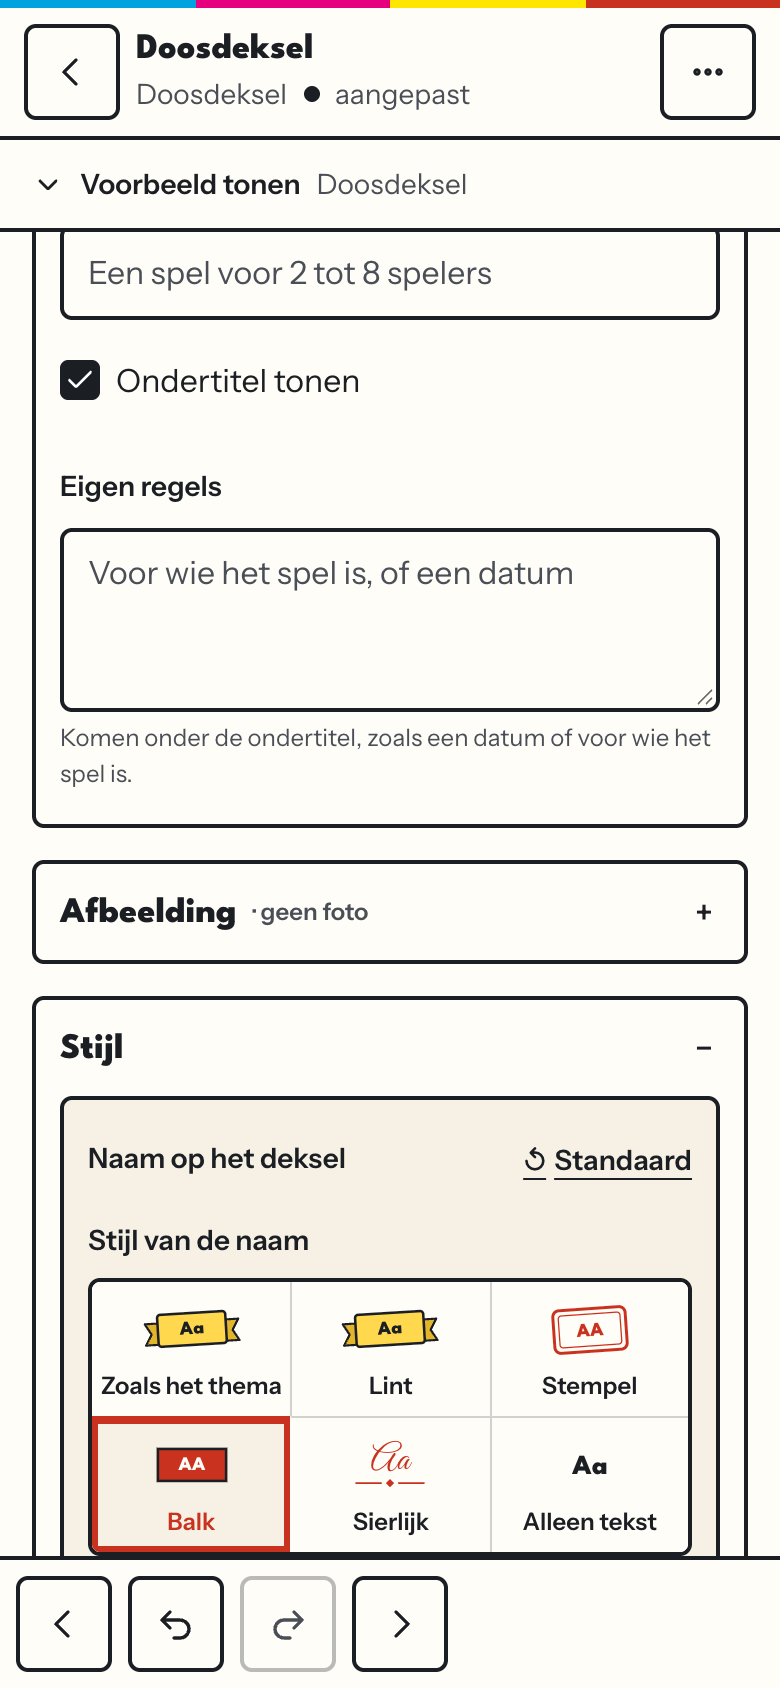 Doosdeksel
Doosdeksel ● aangepast
Voorbeeld tonen Doosdeksel
Een spel voor 2 tot 8 spelers
Ondertitel tonen
Eigen regels
Voor wie het spel is, of een datum
Komen onder de ondertitel, zoals een datum of voor wie het
spel is.
Afbeelding · geen foto +
Stijl −
Naam op het deksel Standaard
Stijl van de naam
Aa Aa AA
Zoals het thema Lint Stempel
AA Aa Aa
Balk Sierlijk Alleen tekst